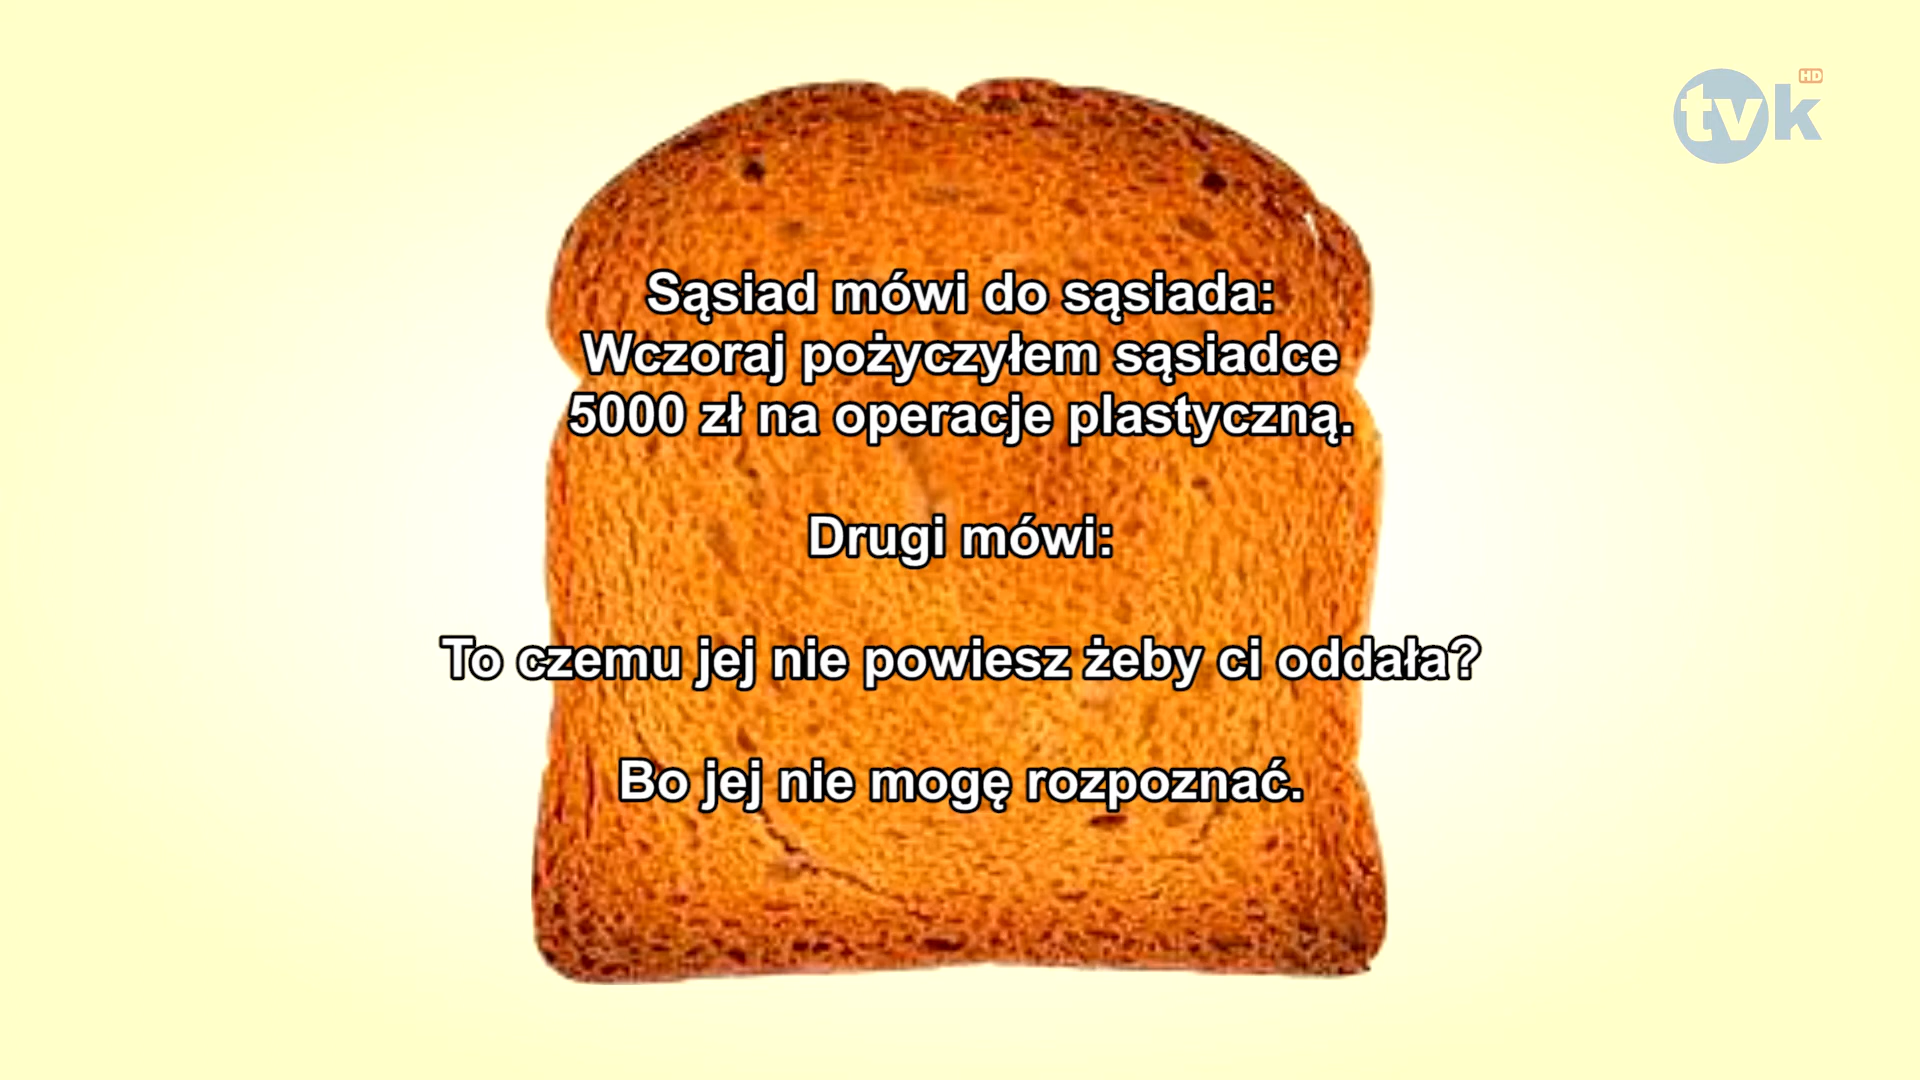 tvk HD
Sąsiad mówi do sąsiada:
Wczoraj pożyczyłem sąsiadce
5000 zł na operacje plastyczną.
Drugi mówi:
To czemu jej nie powiesz żeby ci oddała?
Bo jej nie mogę rozpoznać.